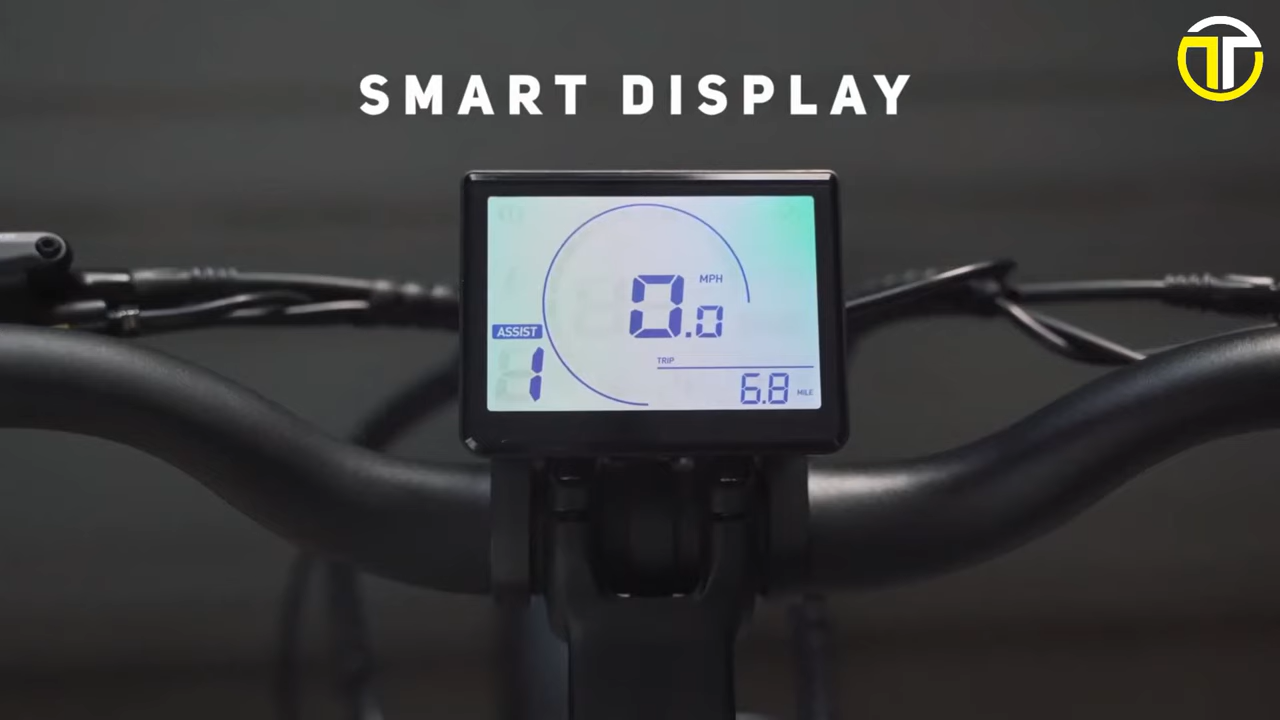 SMART DISPLAY
MPH
0.0
ASSIST
1
TRIP
6.8 MILE